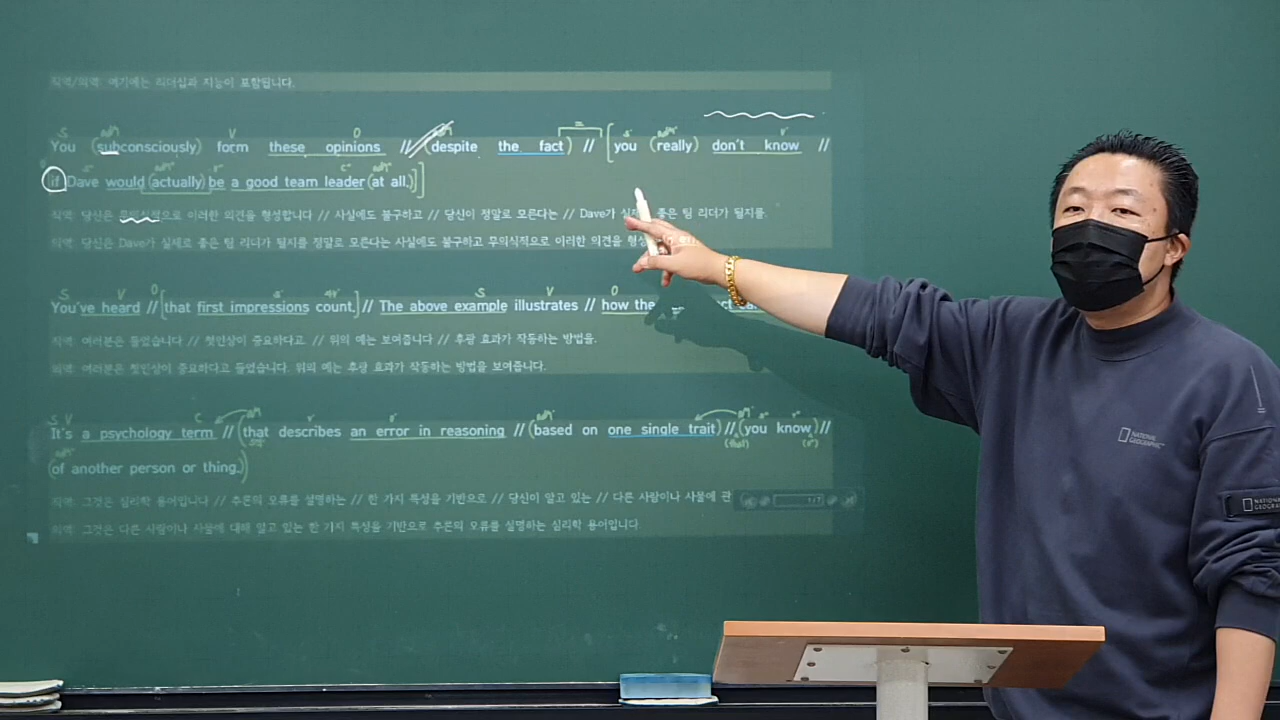 직역/의역: 여기에는 리더십과 지능이 포함됩니다.
You (subconsciously) form these opinions // (despite the fact) // [you (really) don't know //
if Dave would (actually) be a good team leader (at all.)]
직역: 당신은 무의식적으로 이러한 의견을 형성합니다 // 사실에도 불구하고 // 당신이 정말로 모른다는 // Dave가 좋은 팀 리더가 될지를.
의역: 당신은 Dave가 실제로 좋은 팀 리더가 될지를 정말로 모른다는 사실에도 불구하고 무의식적으로 이러한 의견을
You've heard // [that first impressions count.] // The above example illustrates // how the
직역: 여러분은 들었습니다 // 첫인상이 중요하다고. // 위의 예는 보여줍니다 // 후광 효과가 작동하는 방법을.
의역: 여러분은 첫인상이 중요하다고 들었습니다. 위의 예는 후광 효과가 작동하는 방법을 보여줍니다.
It's a psychology term // (that describes an error in reasoning // (based on one single trait) // (you know) //
(of another person or thing.)
직역: 그것은 심리학 용어입니다 // 추론의 오류를 설명하는 // 한 가지 특성을 기반으로 // 당신이 알고 있는 // 다른 사람이나 사물에 관
의역: 그것은 다른 사람이나 사물에 대해 알고 있는 한 가지 특성을 기반으로 추론의 오류를 설명하는 심리학 용어입니다.
NATIONAL
GEOGRAPHIC